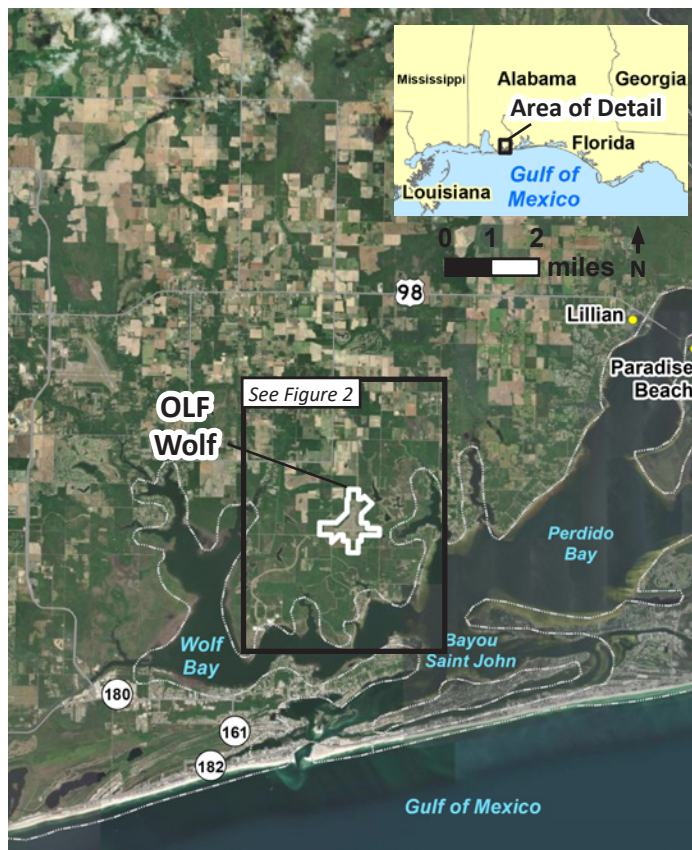 Mississippi
Alabama
Georgia
Area of Detail
Florida
Gulf of
Mexico
Louisiana
0 1 2
miles N
98
Lillian
Paradise
Beach
See Figure 2
OLF
Wolf
Perdido
Bay
Wolf
Bay
Bayou
Saint John
180
161
182
Gulf of Mexico